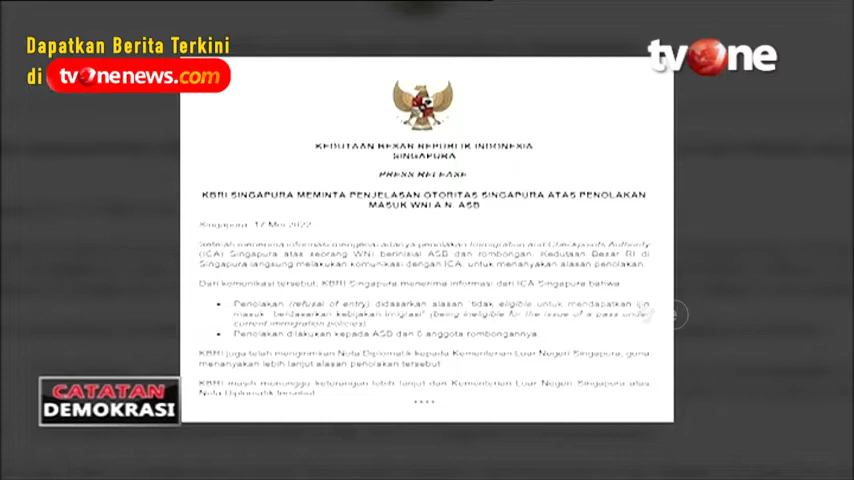 Dapatkan Berita Terkini
di tvonenews.com
tvOne
KEDUTAAN BESAR REPUBLIK INDONESIA
SINGAPURA
PRESS RELEASE
KBRI SINGAPURA MEMINTA PENJELASAN OTORITAS SINGAPURA ATAS PENOLAKAN
MASUK WNI A.N. ASB
Singapura, 17 Mei 2022
Setelah menerima informasi mengenai adanya penolakan Immigration and Checkpoints Authority
(ICA) Singapura atas seorang WNI berinisial ASB dan rombongan, Kedutaan Besar RI di
Singapura langsung melakukan komunikasi dengan ICA, untuk menanyakan alasan penolakan.
Dari komunikasi tersebut, KBRI Singapura menerima informasi dari ICA Singapura bahwa
• Penolakan (refusal of entry) didasarkan alasan "tidak eligible untuk mendapatkan ijin
masuk berdasarkan kebijakan imigrasi" (being ineligible for the issue of a pass under
current immigration policies)
• Penolakan dilakukan kepada ASB dan 6 anggota rombongannya.
KBRI juga telah mengirimkan Nota Diplomatik kepada Kementerian Luar Negeri Singapura, guna
menanyakan lebih lanjut alasan penolakan tersebut
KBRI masih menunggu keterangan lebih lanjut dari Kementerian Luar Negeri Singapura atas
Nota Diplomatik tersebut
****
CATATAN
DEMOKRASI